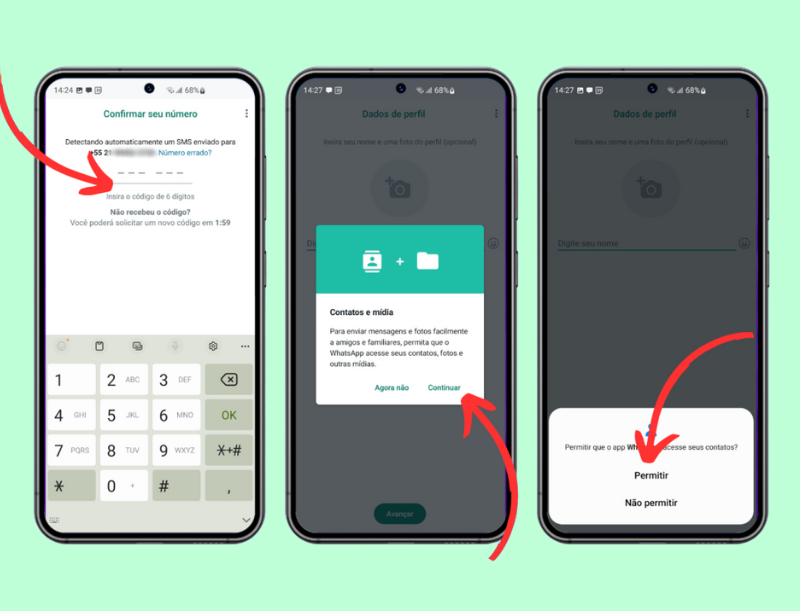 14:24
68%
Confirmar seu número
Detectando automaticamente um SMS enviado para
+55 21 Número errado?
Insira o código de 6 dígitos
Não recebeu o código?
Você poderá solicitar um novo código em 1:59
1
2 ABC
3 DEF
4 GHI
5 JKL
6 MNO
OK
7 PQRS
8 TUV
9 WXYZ
*+#
*
0 +
#
,
14:27
68%
Dados de perfil
Insira seu nome e uma foto do perfil (opcional)
Contatos e mídia
Para enviar mensagens e fotos facilmente
a amigos e familiares, permita que o
WhatsApp acesse seus contatos, fotos e
outras mídias.
Agora não Continuar
Avançar
14:27
68%
Dados de perfil
Insira seu nome e uma foto do perfil (opcional)
Digite seu nome
Permitir que o app acesse seus contatos?
Permitir
Não permitir